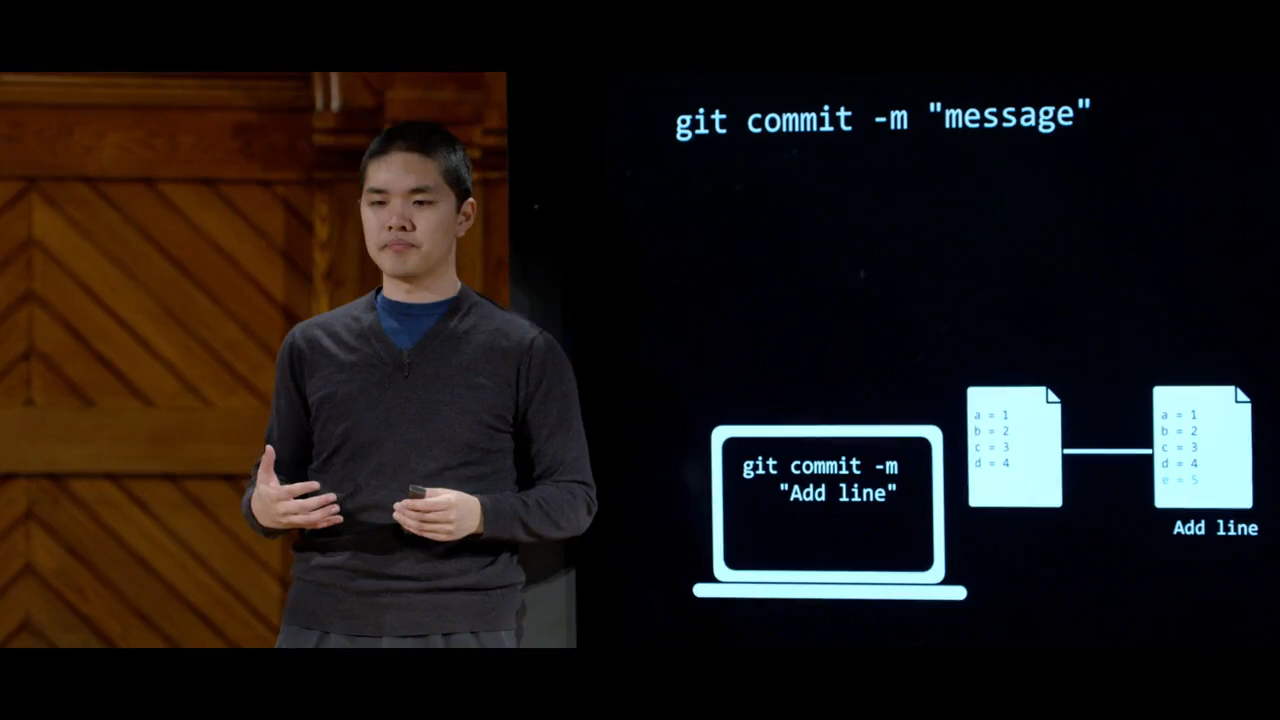 git commit -m "message"
git commit -m
"Add line"
a = 1
b = 2
c = 3
d = 4
a = 1
b = 2
c = 3
d = 4
e = 5
Add line